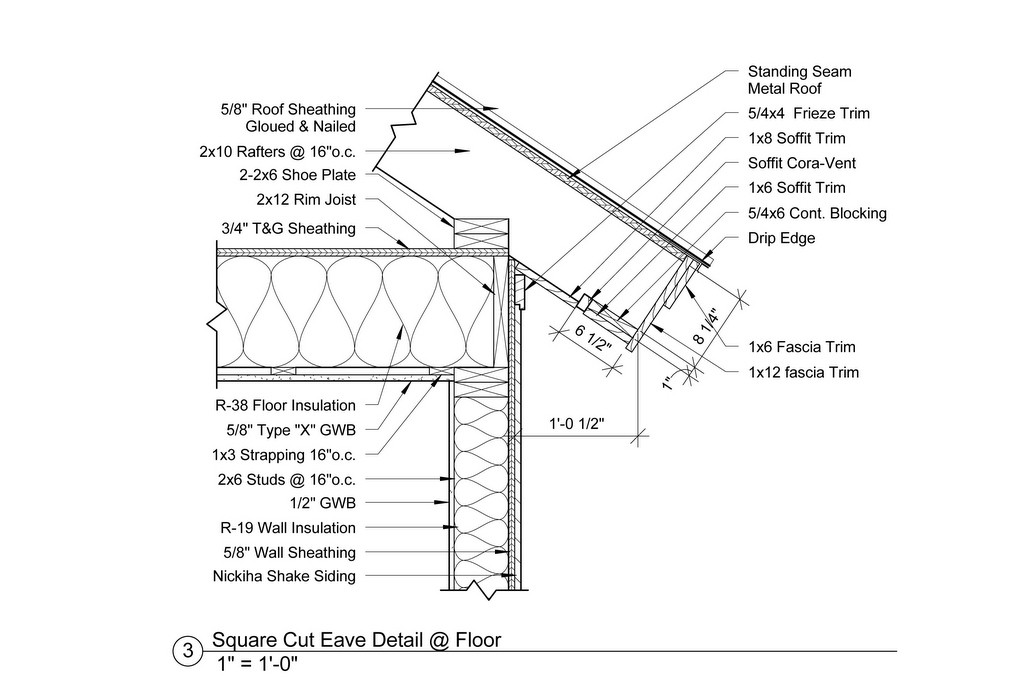 5/8" Roof Sheathing
Gloued & Nailed
2x10 Rafters @ 16"o.c.
2-2x6 Shoe Plate
2x12 Rim Joist
3/4" T&G Sheathing
Standing Seam
Metal Roof
5/4x4  Frieze Trim
1x8 Soffit Trim
Soffit Cora-Vent
1x6 Soffit Trim
5/4x6 Cont. Blocking
Drip Edge
6 1/2"
8 1/4"
1"
1x6 Fascia Trim
1x12 fascia Trim
R-38 Floor Insulation
5/8" Type "X" GWB
1x3 Strapping 16"o.c.
2x6 Studs @ 16"o.c.
1/2" GWB
R-19 Wall Insulation
5/8" Wall Sheathing
Nickiha Shake Siding
1'-0 1/2"
3
Square Cut Eave Detail @ Floor
1" = 1'-0"